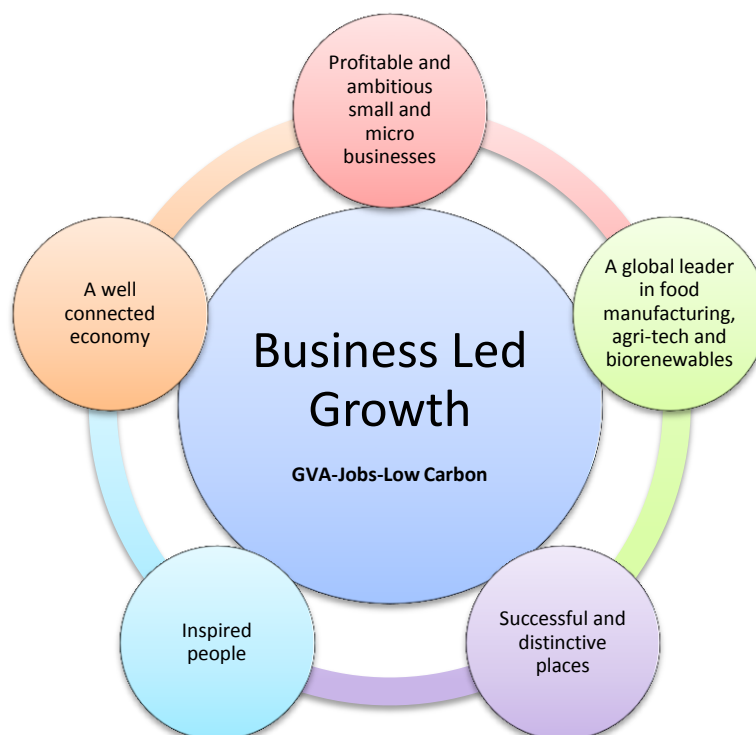 Profitable and
ambitious
small and
micro
businesses
A well
connected
economy
A global leader
in food
manufacturing,
agri-tech and
biorenewables
Business Led
Growth
GVA-Jobs-Low Carbon
Inspired
people
Successful and
distinctive
places